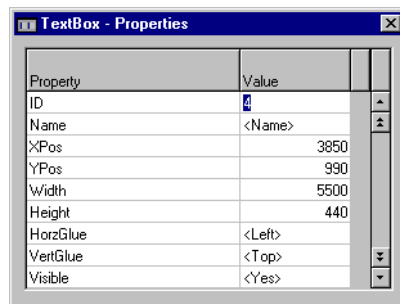 TextBox - Properties
Property Value
ID 4
Name <Name>
XPos 3850
YPos 990
Width 5500
Height 440
HorzGlue <Left>
VertGlue <Top>
Visible <Yes>